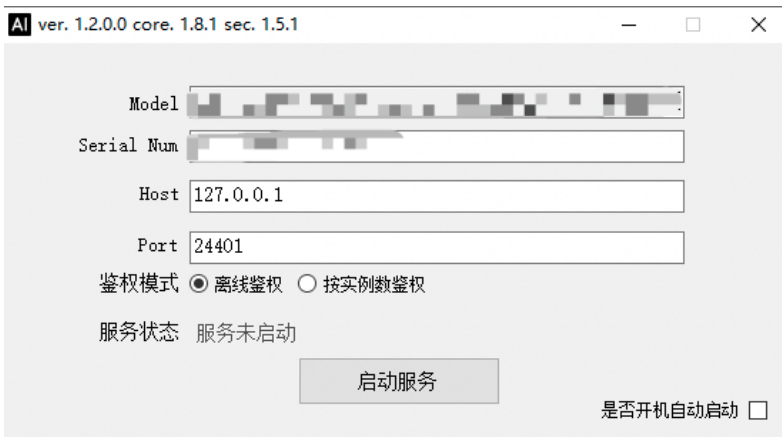 AI ver. 1.2.0.0 core. 1.8.1 sec. 1.5.1
Model
Serial Num
Host 127.0.0.1
Port 24401
鉴权模式 离线鉴权 按实例数鉴权
服务状态 服务未启动
启动服务
是否开机自动启动